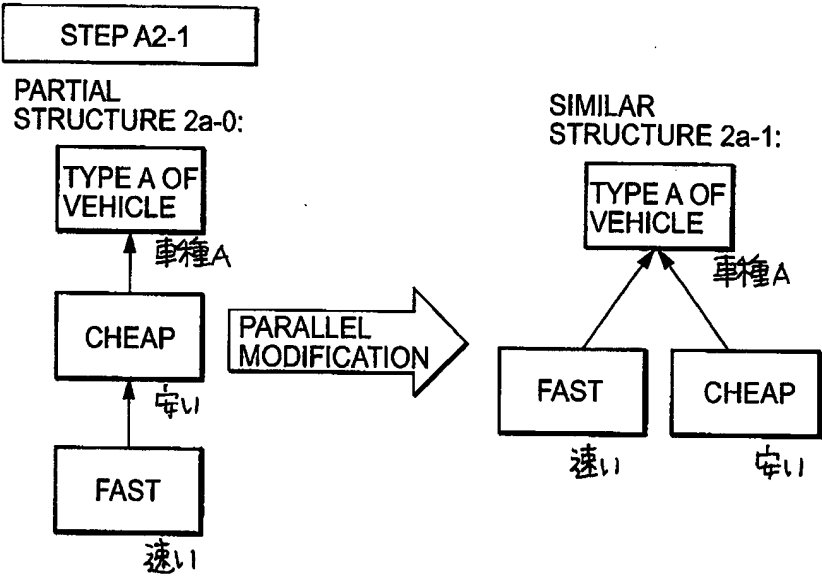 STEP A2-1
PARTIAL
STRUCTURE 2a-0:
TYPE A OF
VEHICLE
車種A
CHEAP
安い
FAST
速い
PARALLEL
MODIFICATION
SIMILAR
STRUCTURE 2a-1:
TYPE A OF
VEHICLE
車種A
FAST
速い
CHEAP
安い